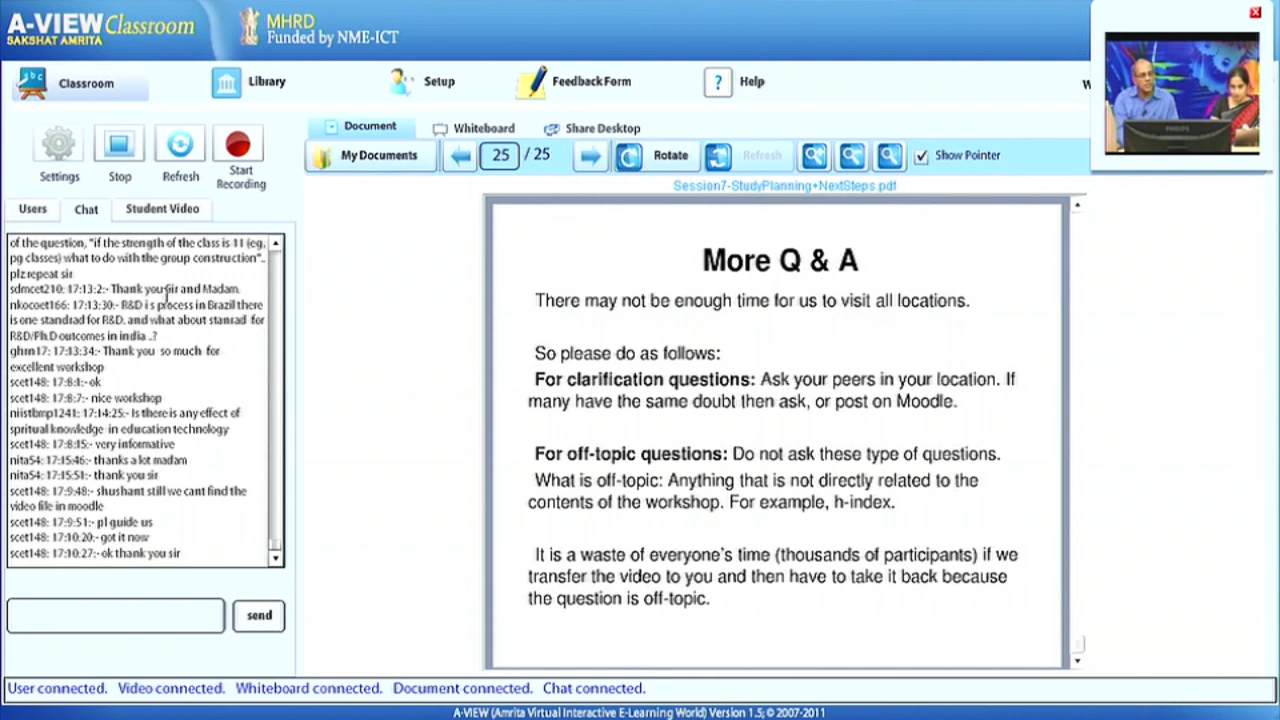 A-VIEW Classroom
SAKSHAT AMRITA
MHRD
Funded by NME-ICT
Classroom
Library
Setup
Feedback Form
Help
W
Settings
Stop
Refresh
Start
Recording
Document
Whiteboard
Share Desktop
My Documents
25
/ 25
Rotate
Refresh
Show Pointer
Users
Chat
Student Video
of the question, "if the strength of the class is 11 (eg.
pg classes) what to do with the group construction"..
plz repeat sir
sdmcet210: 17:13:2:- Thank you sir and Madam.
nkocoet166: 17:13:30:- R&D is process in Brazil there
is one standrad for R&D. and what about stanrad for
R&D/Ph.D outcomes in india ..?
ghrn17: 17:13:34:- Thank you so much for
excellent workshop
scet148: 17:8:1:- ok
scet148: 17:8:7:- nice workshop
niistbmp1241: 17:14:25:- Is there is any effect of
spritual knowledge in education technology
scet148: 17:8:15:- very informative
nita54: 17:15:46:- thanks a lot madam
nita54: 17:15:51:- thank you sir
scet148: 17:9:48:- shushant still we cant find the
video file in moodle
scet148: 17:9:51:- pl guide us
scet148: 17:10:20:- got it now
scet148: 17:10:27:- ok thank you sir
send
Session7-StudyPlanning+NextSteps.pdf
More Q & A
There may not be enough time for us to visit all locations.
So please do as follows:
For clarification questions: Ask your peers in your location. If
many have the same doubt then ask, or post on Moodle.
For off-topic questions: Do not ask these type of questions.
What is off-topic: Anything that is not directly related to the
contents of the workshop. For example, h-index.
It is a waste of everyone's time (thousands of participants) if we
transfer the video to you and then have to take it back because
the question is off-topic.
PHILIPS
User connected. Video connected. Whiteboard connected. Document connected. Chat connected.
A-VIEW (Amrita Virtual Interactive E-Learning World) Version 1.5; © 2007-2011